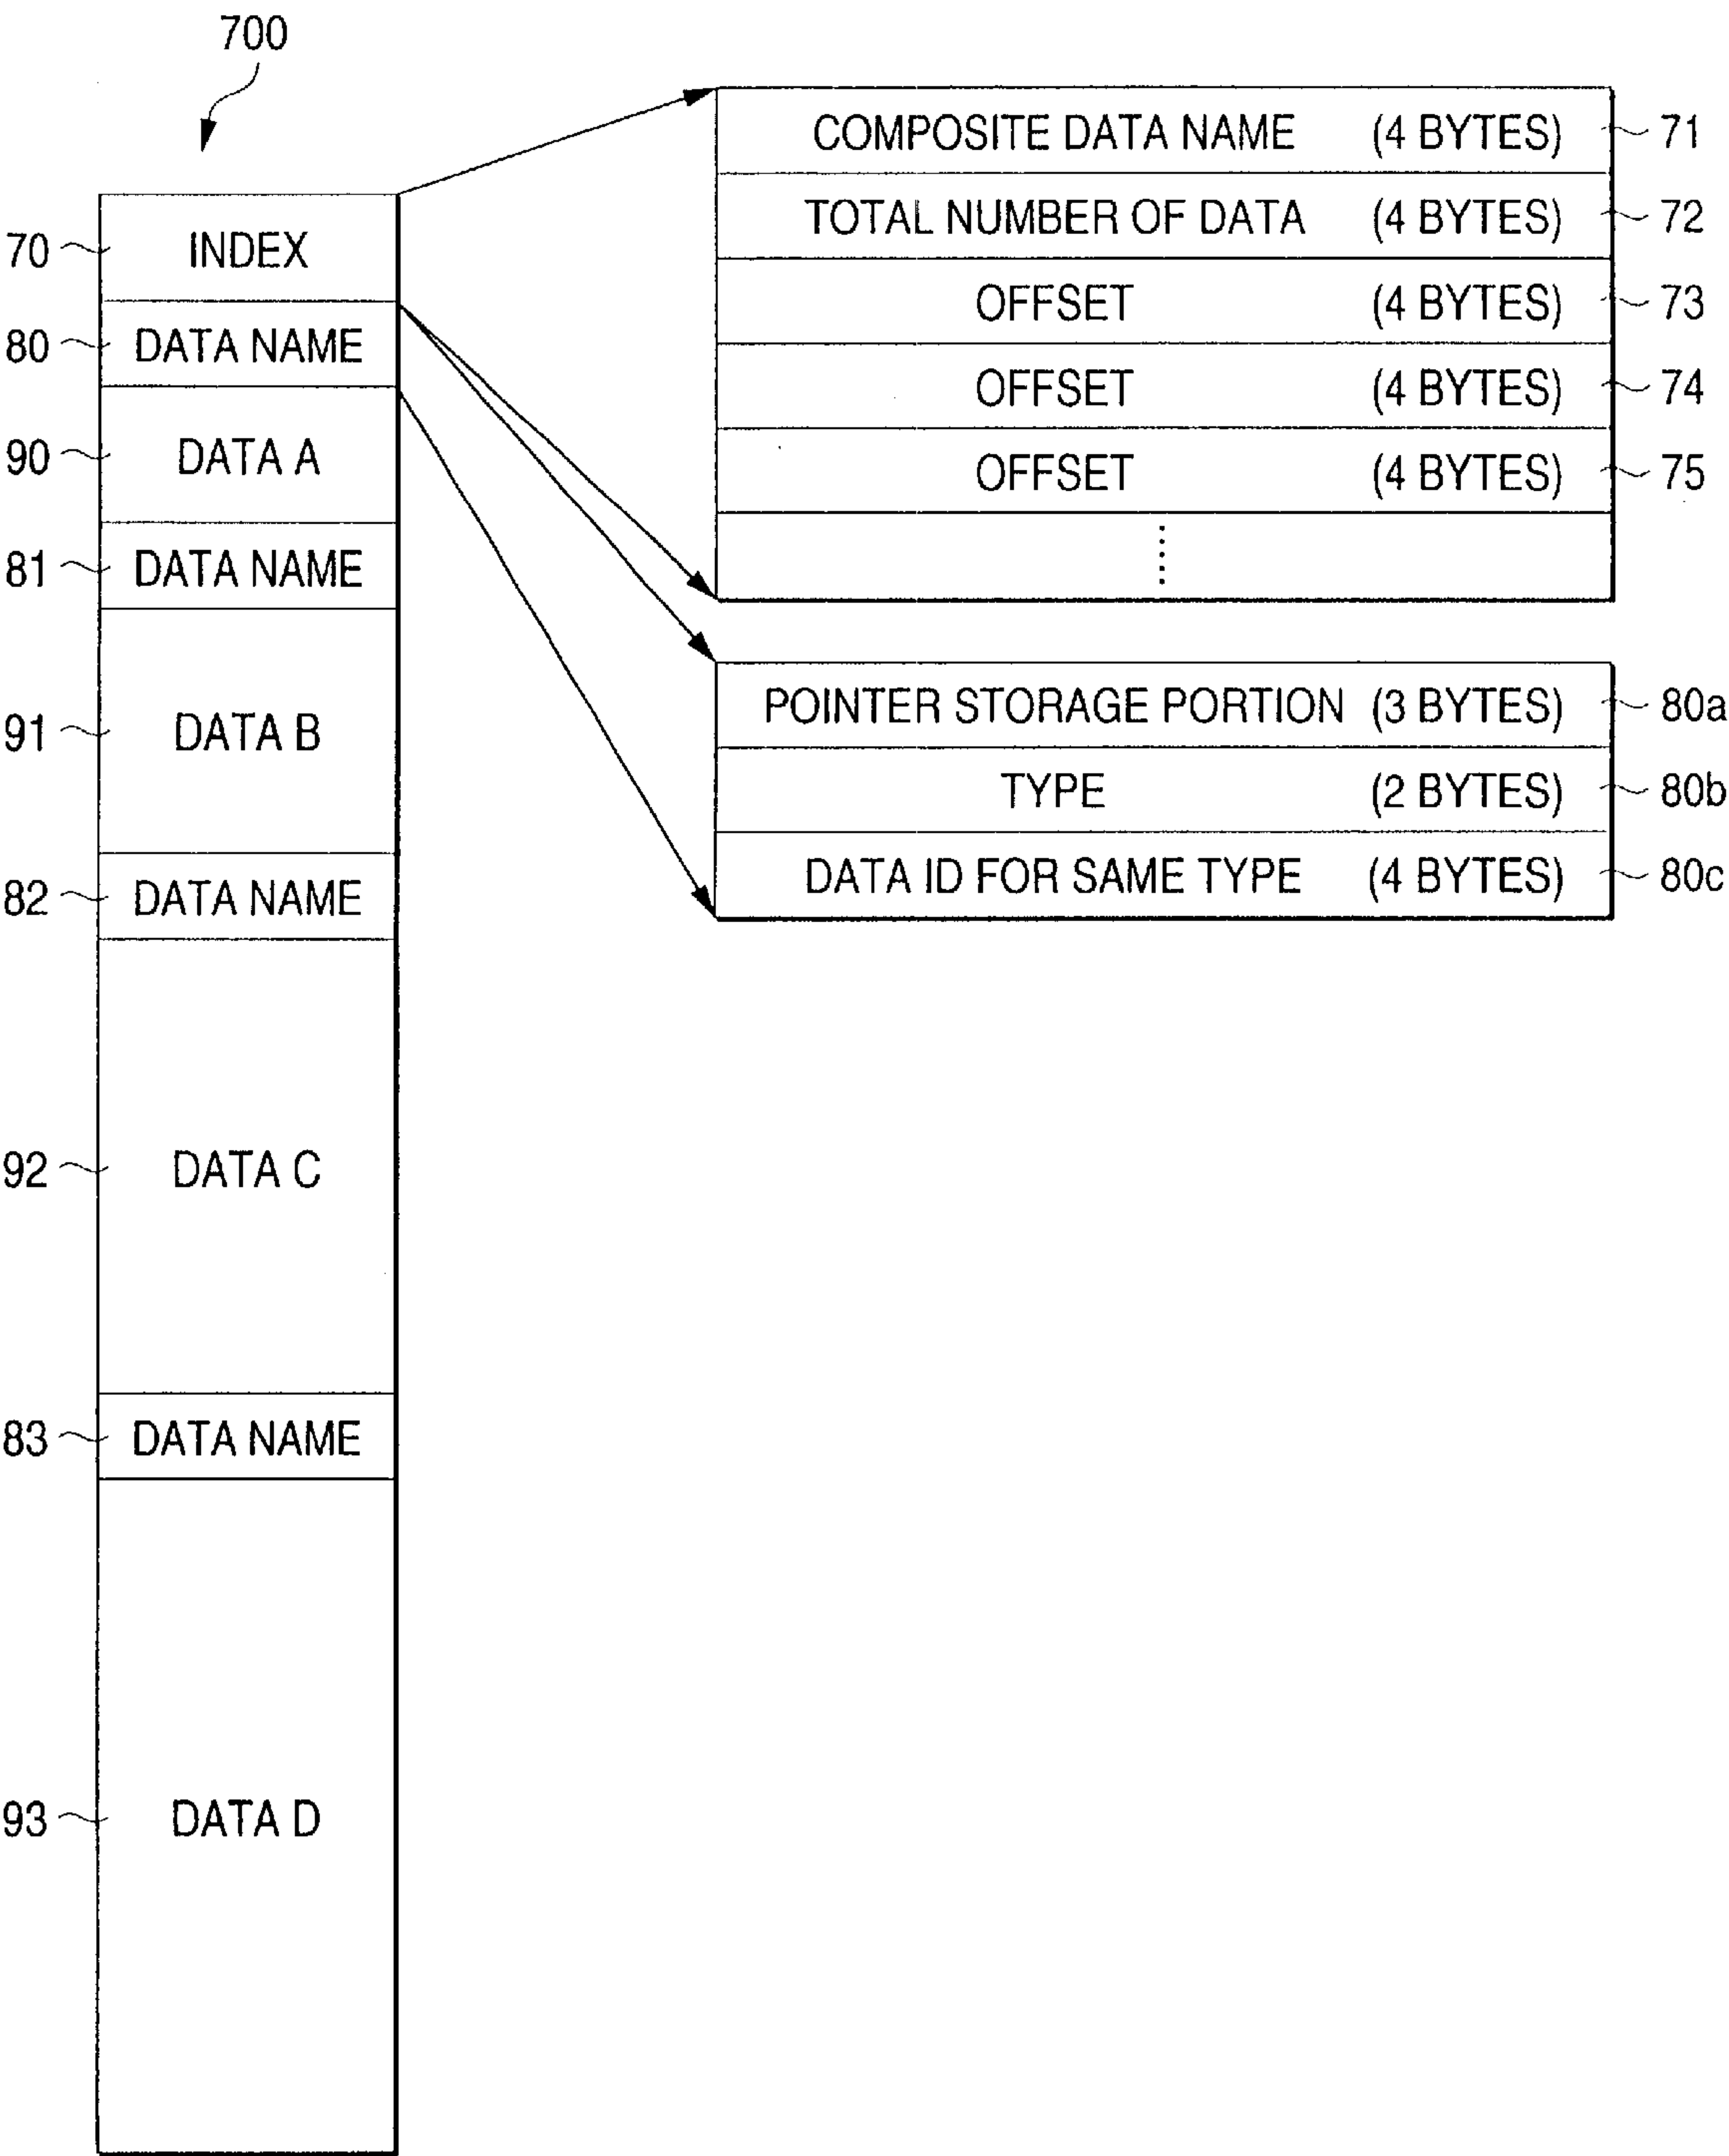 700
70 INDEX
80 DATA NAME
90 DATA A
81 DATA NAME
91 DATA B
82 DATA NAME
92 DATA C
83 DATA NAME
93 DATA D
COMPOSITE DATA NAME (4 BYTES) 71
TOTAL NUMBER OF DATA (4 BYTES) 72
OFFSET (4 BYTES) 73
OFFSET (4 BYTES) 74
OFFSET (4 BYTES) 75
POINTER STORAGE PORTION (3 BYTES) 80a
TYPE (2 BYTES) 80b
DATA ID FOR SAME TYPE (4 BYTES) 80c